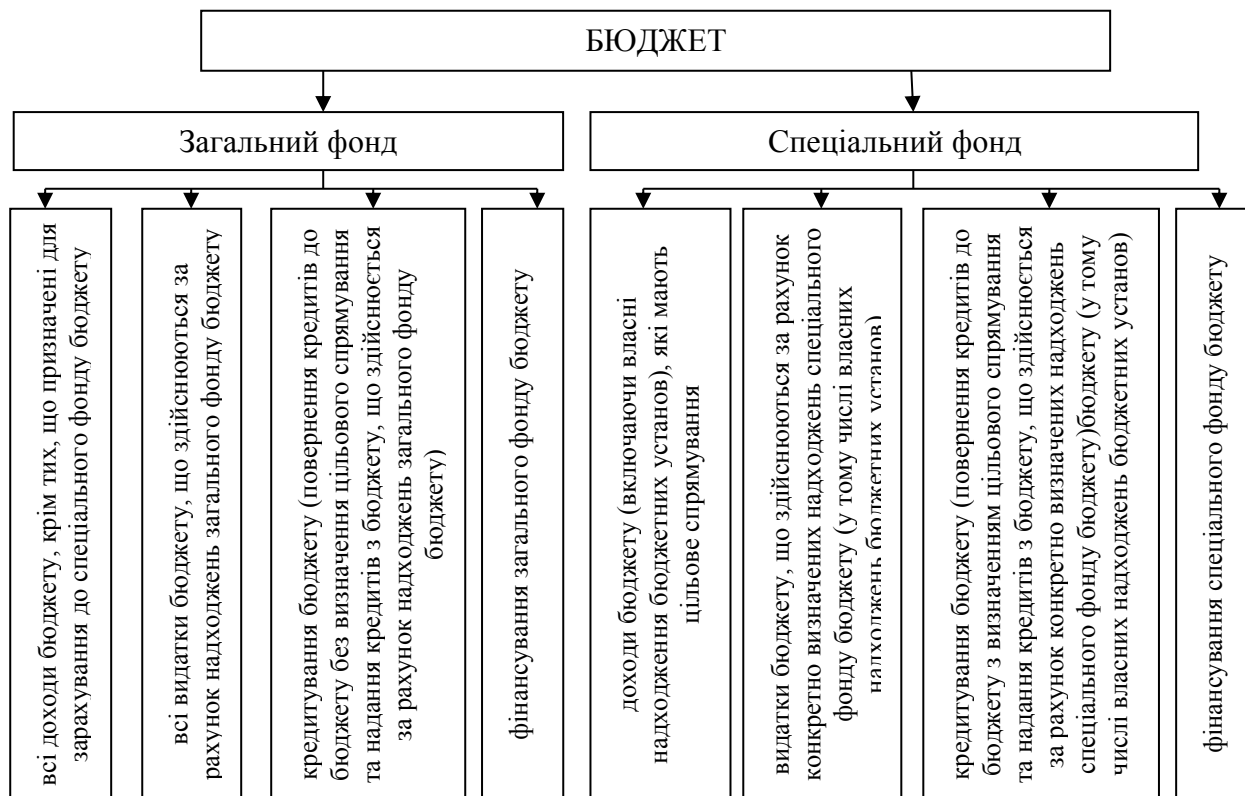 БЮДЖЕТ
Загальний фонд
Спеціальний фонд
всі доходи бюджету, крім тих, що призначені для
зарахування до спеціального фонду бюджету
всі видатки бюджету, що здійснюються за
рахунок надходжень загального фонду бюджету
кредитування бюджету (повернення кредитів до
бюджету без визначення цільового спрямування
та надання кредитів з бюджету, що здійснюється
за рахунок надходжень загального фонду
бюджету)
фінансування загального фонду бюджету
доходи бюджету (включаючи власні
надходження бюджетних установ), які мають
цільове спрямування
видатки бюджету, що здійснюються за рахунок
конкретно визначених надходжень спеціального
фонду бюджету (у тому числі власних
надходжень бюджетних установ)
кредитування бюджету (повернення кредитів до
бюджету з визначенням цільового спрямування
та надання кредитів з бюджету, що здійснюється
за рахунок конкретно визначених надходжень
спеціального фонду бюджету)бюджету (у тому
числі власних надходжень бюджетних установ)
фінансування спеціального фонду бюджету